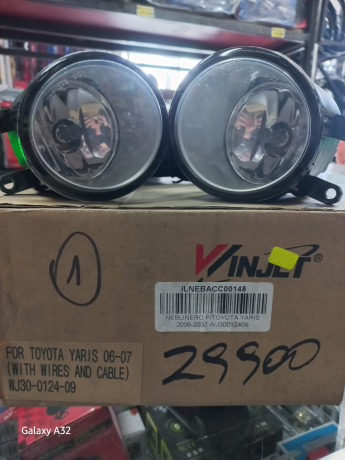 WINJET®
ILNEBACC00148
NEBLINERO P/TOYOTA YARIS
2006-2007 WJ30012409
1
FOR TOYOTA YARIS 06-07
(WITH WIRES AND CABLE)
WJ30-0124-09
29900
Galaxy A32